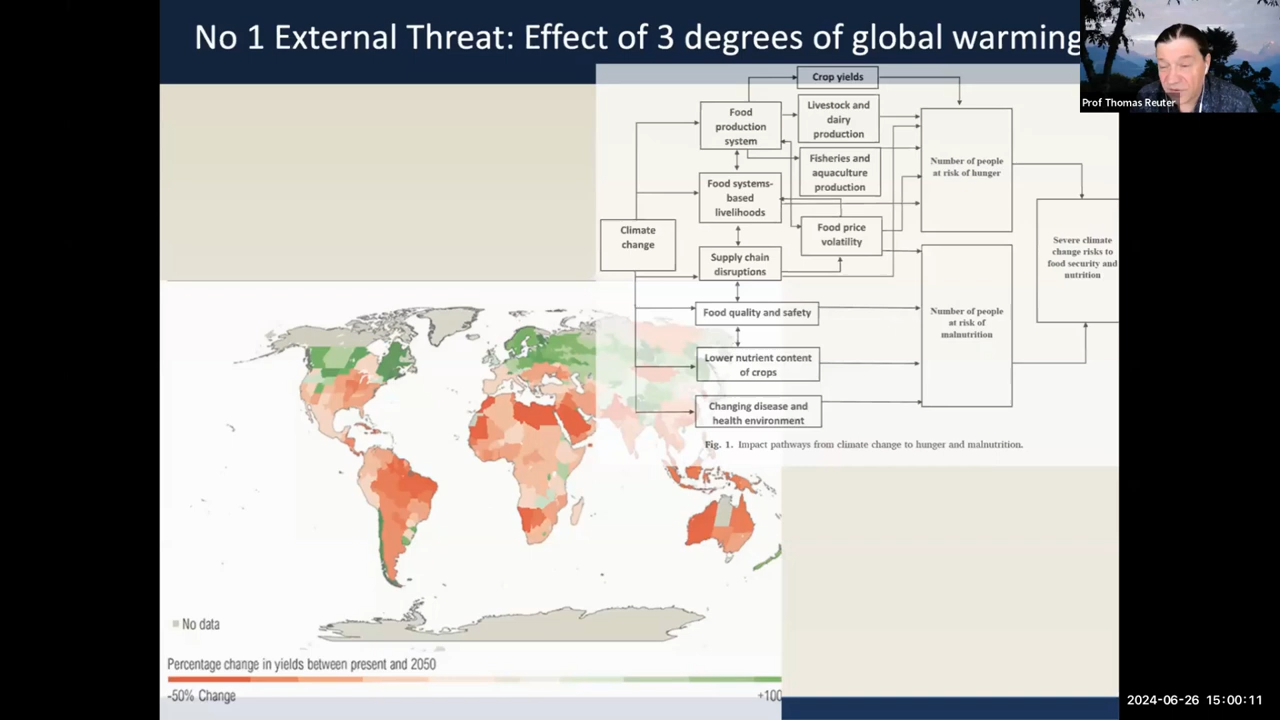 No 1 External Threat: Effect of 3 degrees of global warming
Prof Thomas Reuter
Crop yields
Food
production
system
Livestock and
dairy
production
Fisheries and
aquaculture
production
Number of people
at risk of hunger
Food systems-
based
livelihoods
Food price
volatility
Climate
change
Supply chain
disruptions
Severe climate
change risks to
food security and
nutrition
Food quality and safety
Number of people
at risk of
malnutrition
Lower nutrient content
of crops
Changing disease and
health environment
Fig. 1. Impact pathways from climate change to hunger and malnutrition.
No data
Percentage change in yields between present and 2050
-50% Change
+100
2024-06-26 15:00:11